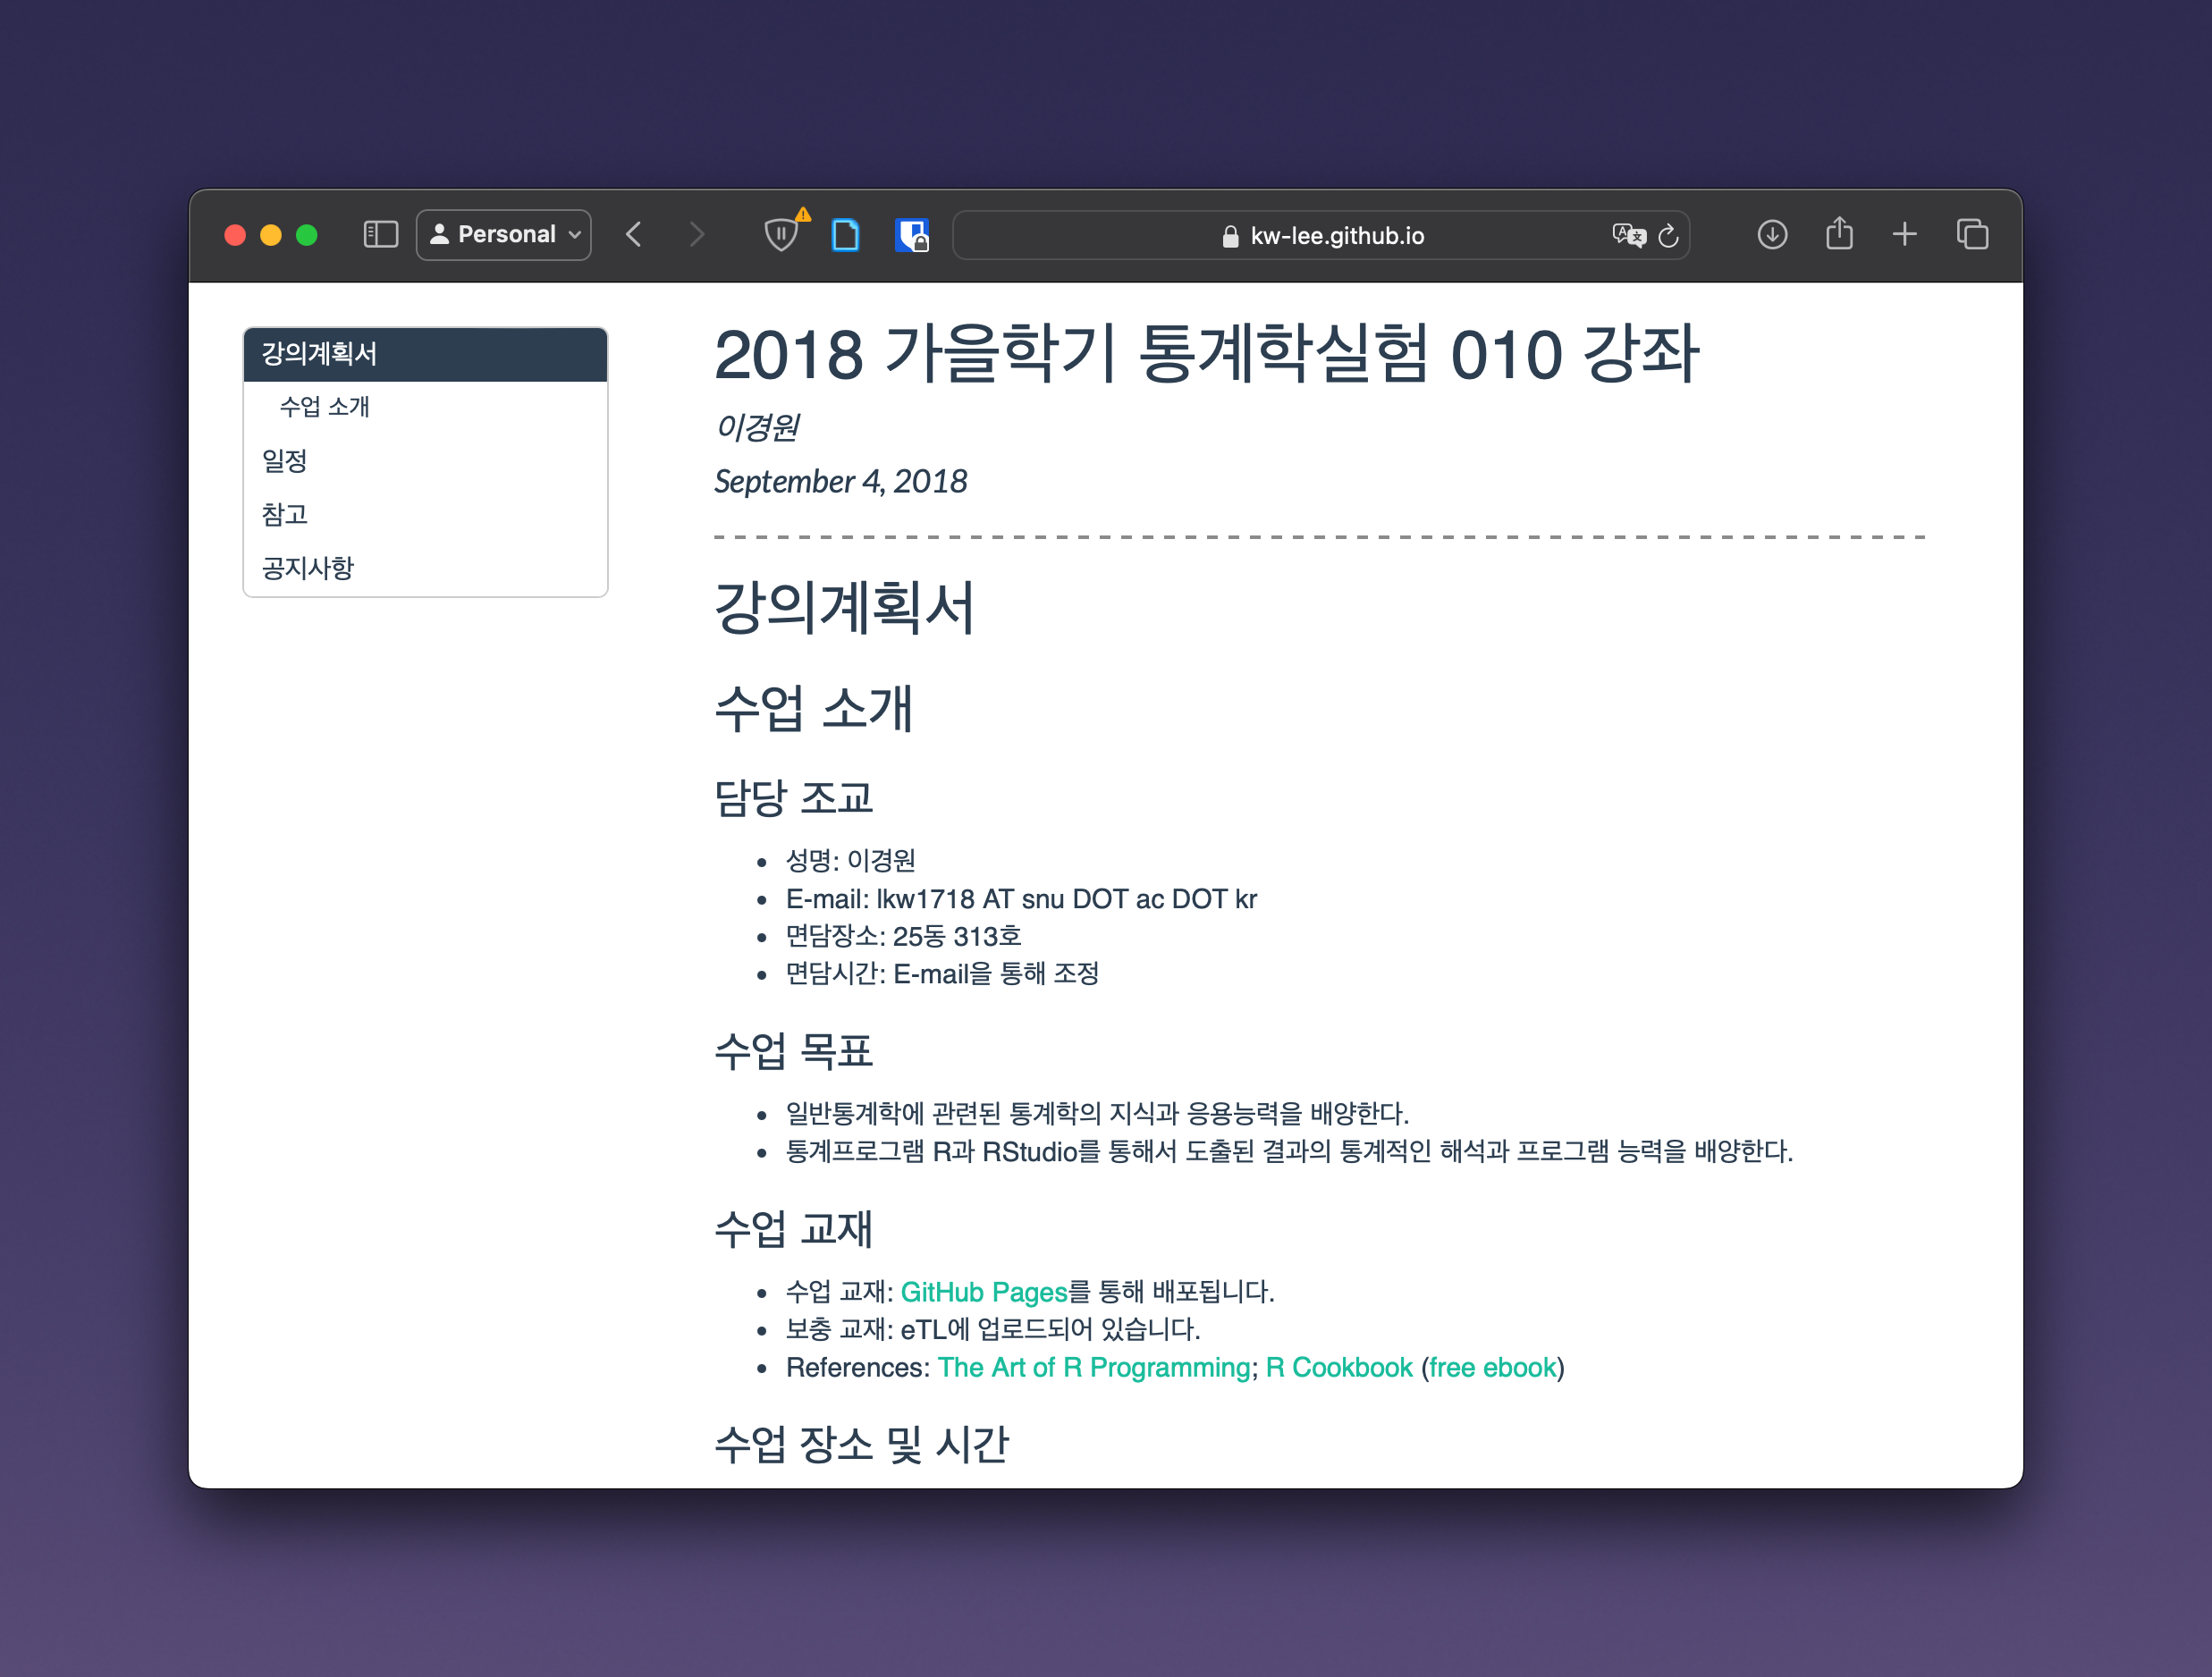 Personal
kw-lee.github.io
강의계획서
수업 소개
일정
참고
공지사항
2018 가을학기 통계학실험 010 강좌
이경원
September 4, 2018
강의계획서
수업 소개
담당 조교
성명: 이경원
E-mail: lkw1718 AT snu DOT ac DOT kr
면담장소: 25동 313호
면담시간: E-mail을 통해 조정
수업 목표
일반통계학에 관련된 통계학의 지식과 응용능력을 배양한다.
통계프로그램 R과 RStudio를 통해서 도출된 결과의 통계적인 해석과 프로그램 능력을 배양한다.
수업 교재
수업 교재: GitHub Pages를 통해 배포됩니다.
보충 교재: eTL에 업로드되어 있습니다.
References: The Art of R Programming; R Cookbook (free ebook)
수업 장소 및 시간